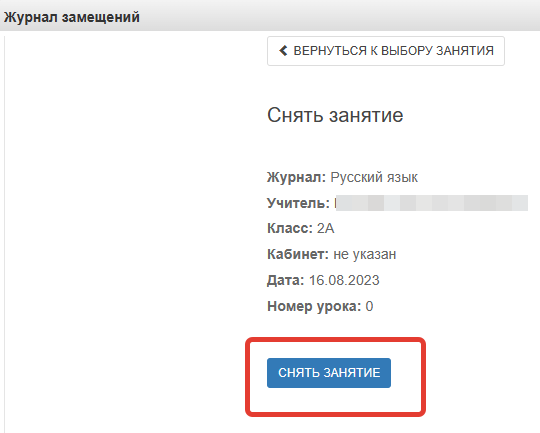 Журнал замещений
ВЕРНУТЬСЯ К ВЫБОРУ ЗАНЯТИЯ
Снять занятие
Журнал: Русский язык
Учитель:
Класс: 2А
Кабинет: не указан
Дата: 16.08.2023
Номер урока: 0
СНЯТЬ ЗАНЯТИЕ